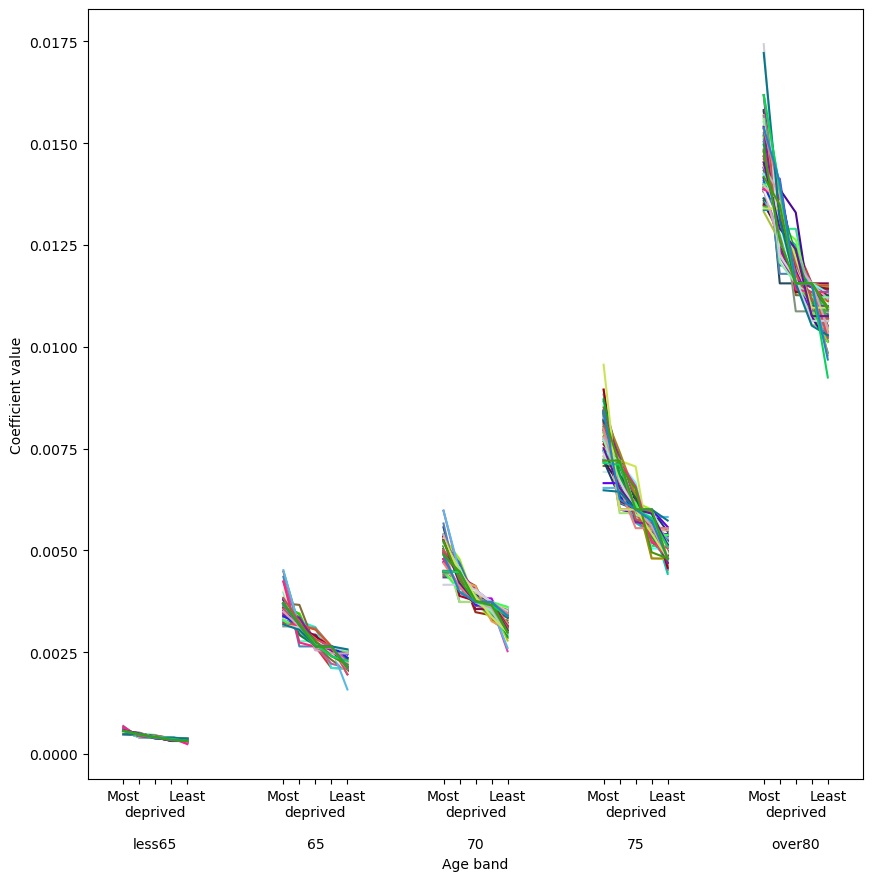 0.0175
0.0150
0.0125
0.0100
0.0075
0.0050
0.0025
0.0000
Coefficient value
Most Least Most Least Most Least Most Least Most Least
deprived deprived deprived deprived deprived
less65 65 70 75 over80
Age band